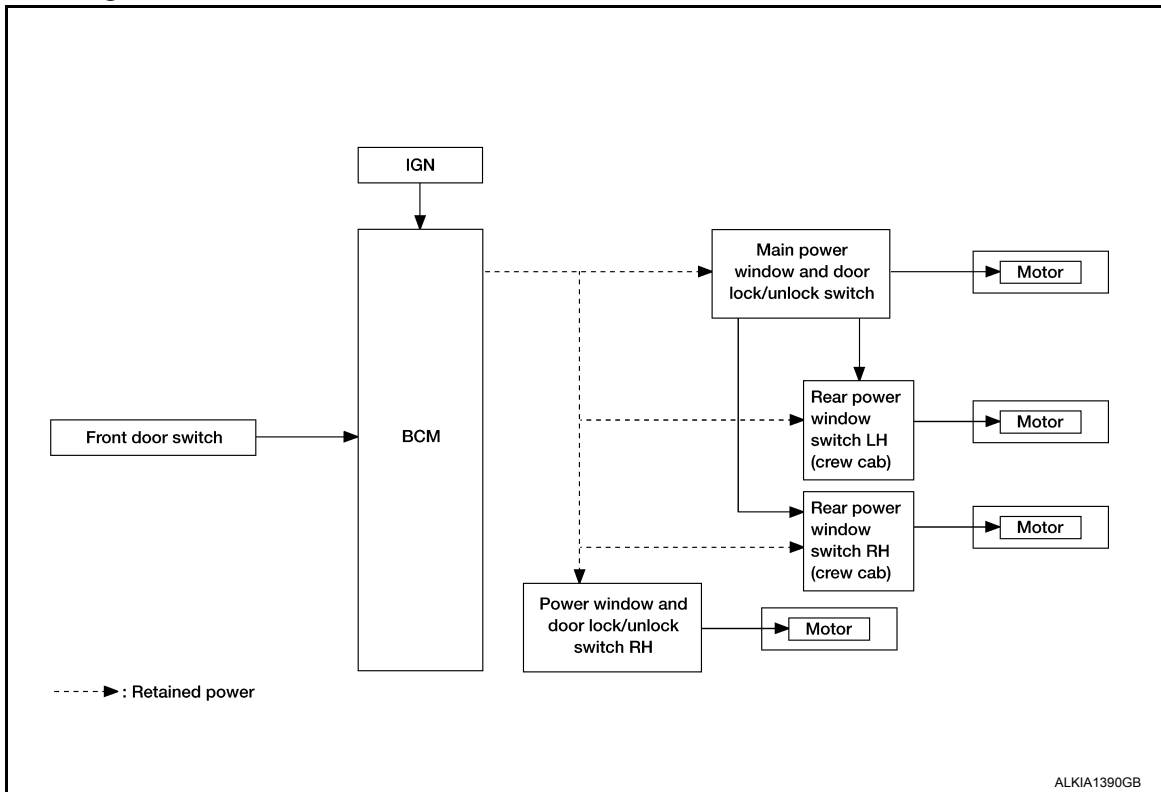 IGN
BCM
Front door switch
Main power
window and door
lock/unlock switch
Motor
Rear power
window
switch LH
(crew cab)
Motor
Rear power
window
switch RH
(crew cab)
Motor
Power window and
door lock/unlock
switch RH
Motor
: Retained power
ALKIA1390GB